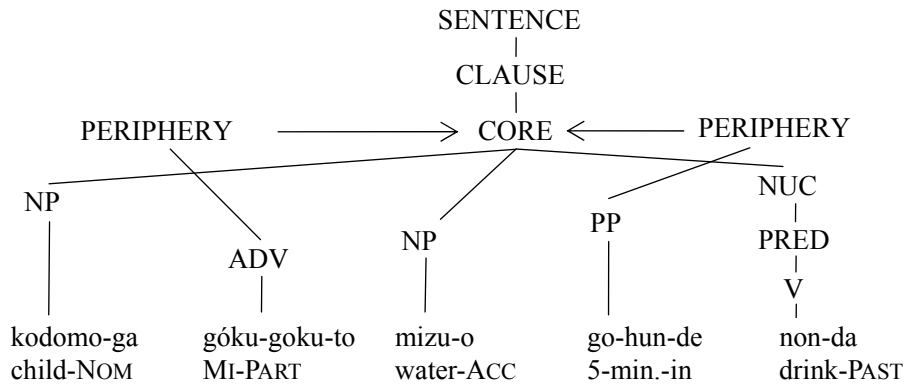 SENTENCE
CLAUSE
PERIPHERY CORE PERIPHERY
NUC
NP
PP
NP PRED
ADV
V
kodomo-ga góku-goku-to mizu-o go-hun-de non-da
child-NOM MI-PART water-ACC 5-min.-in drink-PAST